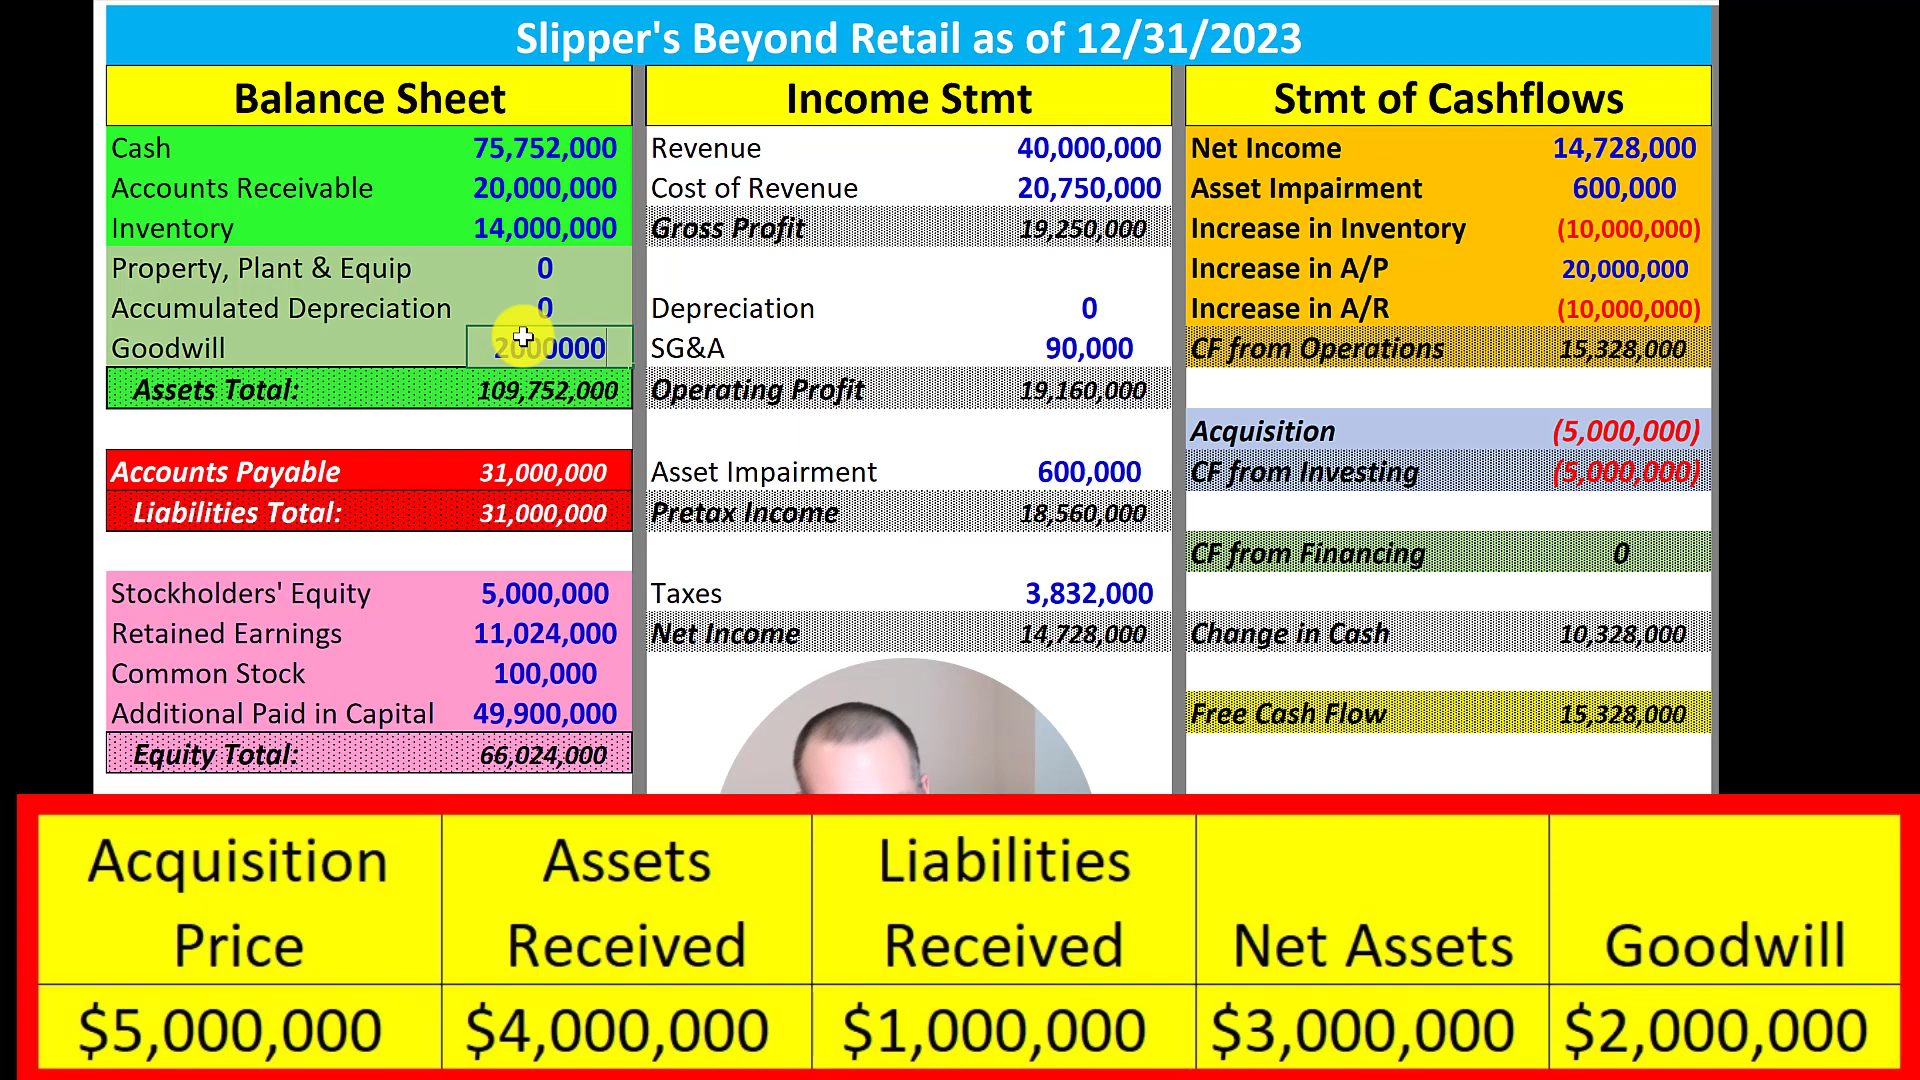 Slipper's Beyond Retail as of 12/31/2023
Balance Sheet
Cash 75,752,000
Accounts Receivable 20,000,000
Inventory 14,000,000
Property, Plant & Equip 0
Accumulated Depreciation 0
Goodwill 2000000
Assets Total: 109,752,000
Accounts Payable 31,000,000
Liabilities Total: 31,000,000
Stockholders' Equity 5,000,000
Retained Earnings 11,024,000
Common Stock 100,000
Additional Paid in Capital 49,900,000
Equity Total: 66,024,000
Income Stmt
Revenue 40,000,000
Cost of Revenue 20,750,000
Gross Profit 19,250,000
Depreciation 0
SG&A 90,000
Operating Profit 19,160,000
Asset Impairment 600,000
Pretax Income 18,560,000
Taxes 3,832,000
Net Income 14,728,000
Stmt of Cashflows
Net Income 14,728,000
Asset Impairment 600,000
Increase in Inventory (10,000,000)
Increase in A/P 20,000,000
Increase in A/R (10,000,000)
CF from Operations 15,328,000
Acquisition (5,000,000)
CF from Investing (5,000,000)
CF from Financing 0
Change in Cash 10,328,000
Free Cash Flow 15,328,000
Acquisition Price
Assets Received
Liabilities Received
Net Assets
Goodwill
$5,000,000 $4,000,000 $1,000,000 $3,000,000 $2,000,000